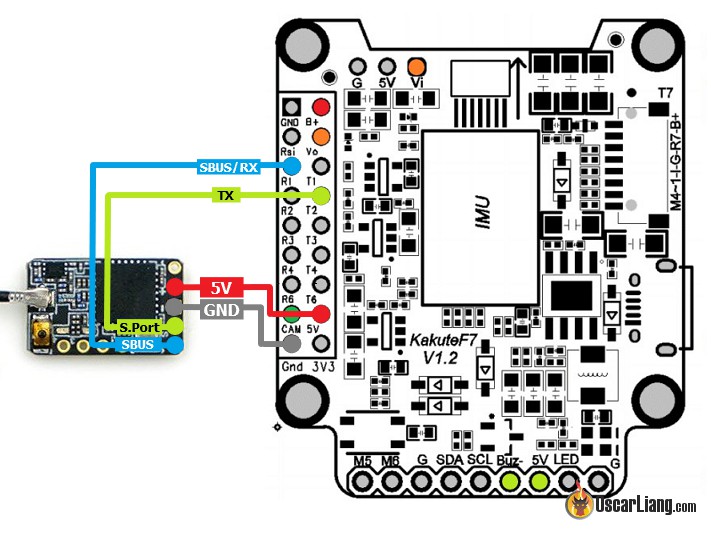 G 5V Vi
T7
GND B+
Rsi Vo
SBUS/RX
R1 T1
TX
R2 T2
R3 T3
R4 T4
R6 T6
CAM 5V
Gnd 3V3
5V
GND
S.Port
SBUS
IMU
M4~1-I-G-R7-B+
KakuteF7
V1.2
M5 M6 G SDA SCL Buz- 5V LED G
OscarLiang.com